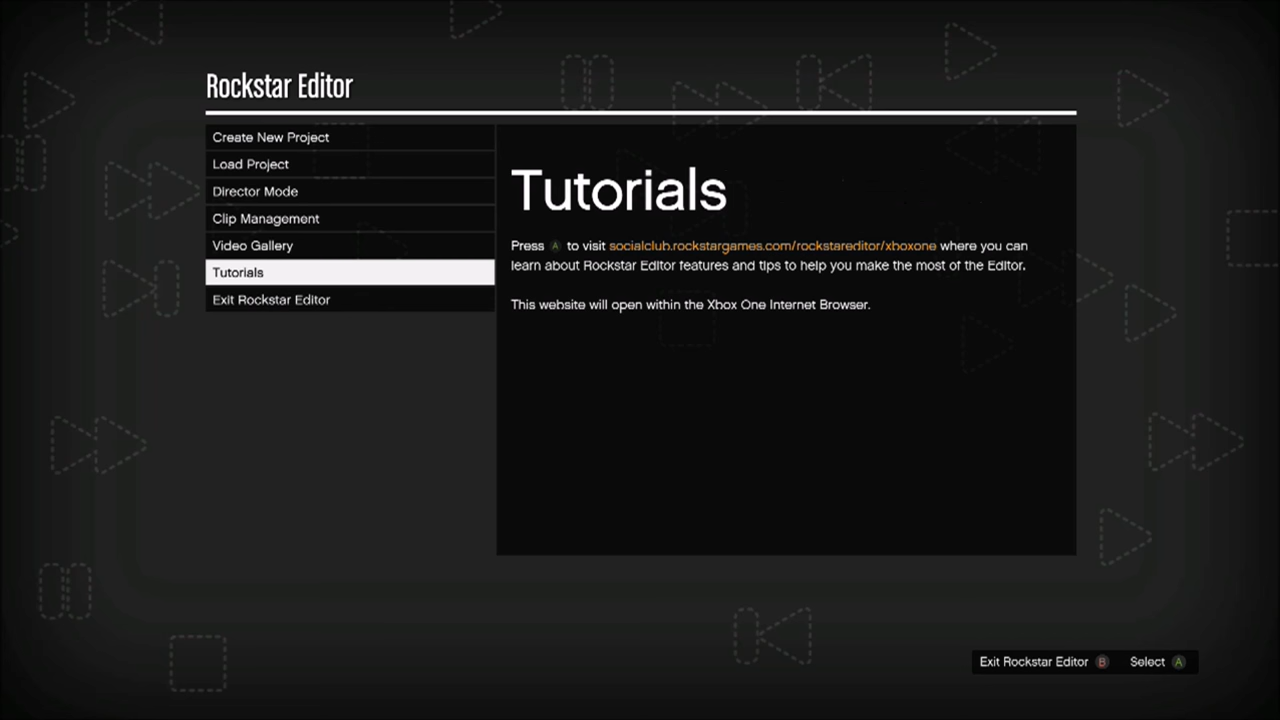 Rockstar Editor
Create New Project
Load Project
Director Mode
Clip Management
Video Gallery
Tutorials
Exit Rockstar Editor
Tutorials
Press A to visit socialclub.rockstargames.com/rockstareditor/xboxone where you can
learn about Rockstar Editor features and tips to help you make the most of the Editor.
This website will open within the Xbox One Internet Browser.
Exit Rockstar Editor B Select A